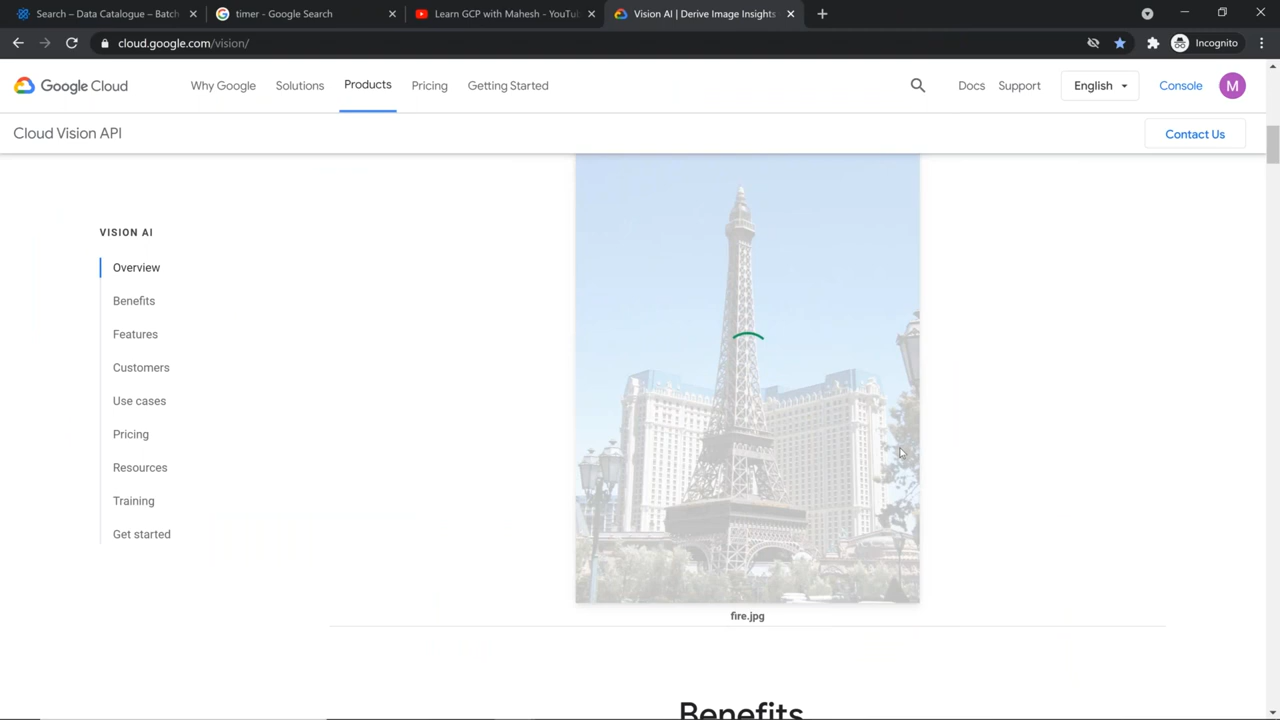 Search – Data Catalogue – Batch
timer - Google Search
Learn GCP with Mahesh - YouTu
Vision AI | Derive Image Insights
cloud.google.com/vision/
Incognito
Google Cloud
Why Google
Solutions
Products
Pricing
Getting Started
Docs
Support
English
Console
M
Cloud Vision API
Contact Us
VISION AI
Overview
Benefits
Features
Customers
Use cases
Pricing
Resources
Training
Get started
fire.jpg
Benefits